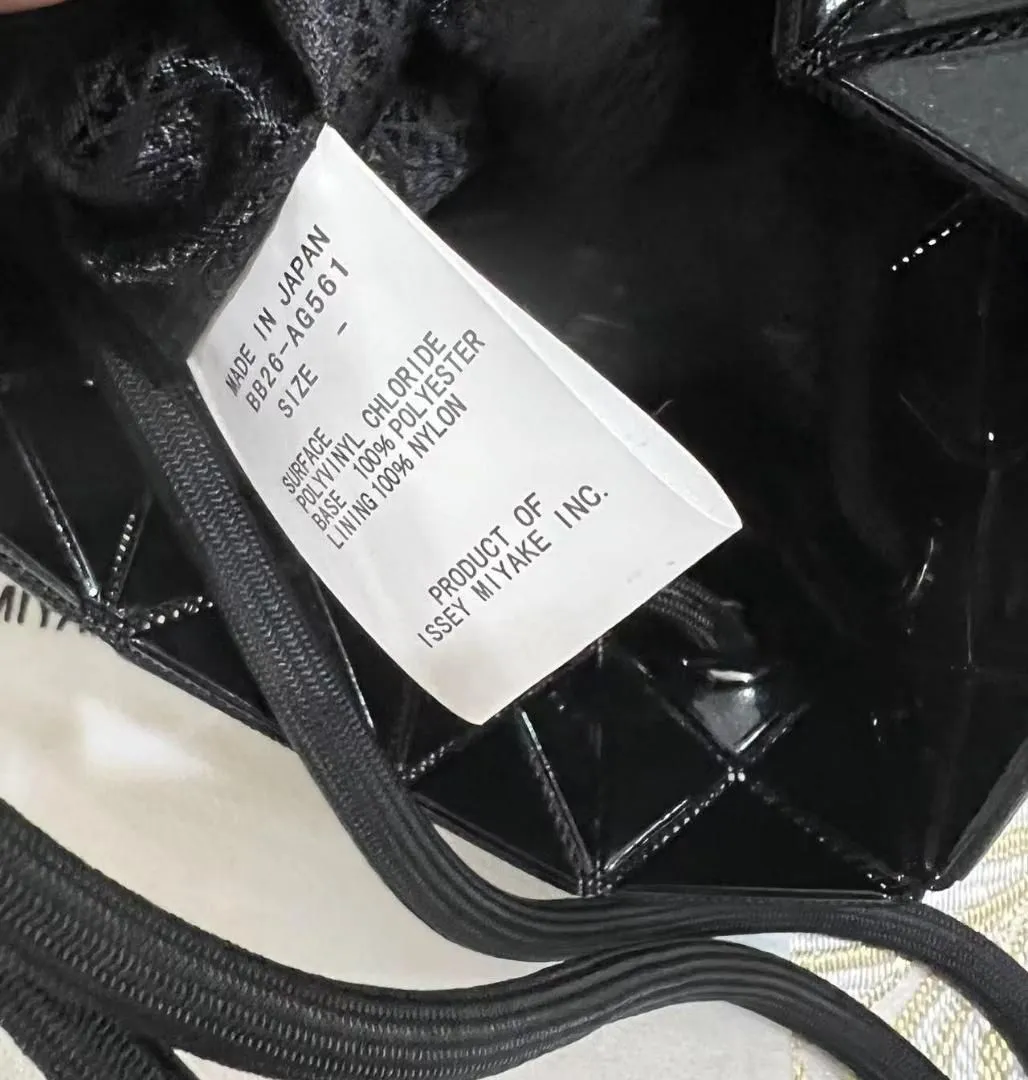 MADE IN JAPAN
BB26-AG561
SIZE -
SURFACE
POLYVINYL CHLORIDE
BASE 100% POLYESTER
LINING 100% NYLON
PRODUCT OF
ISSEY MIYAKE INC.